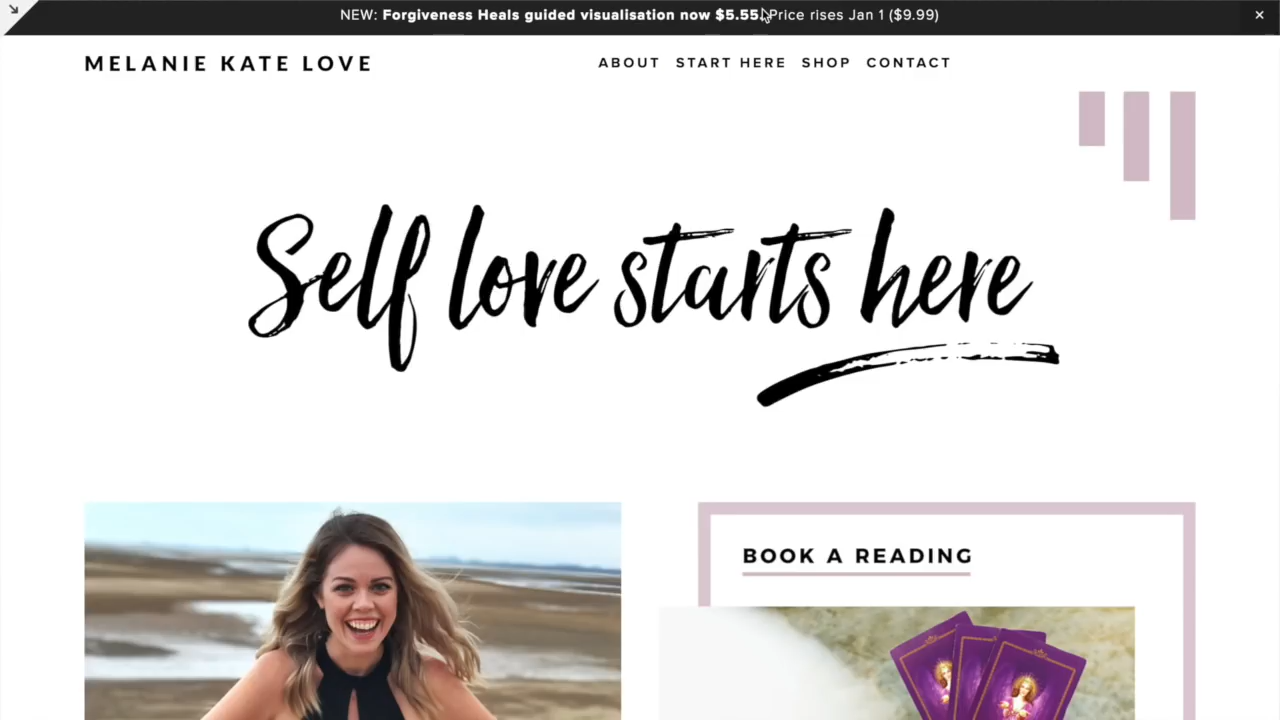 NEW: Forgiveness Heals guided visualisation now $5.55. Price rises Jan 1 ($9.99)
MELANIE KATE LOVE
ABOUT START HERE SHOP CONTACT
Self love starts here
BOOK A READING